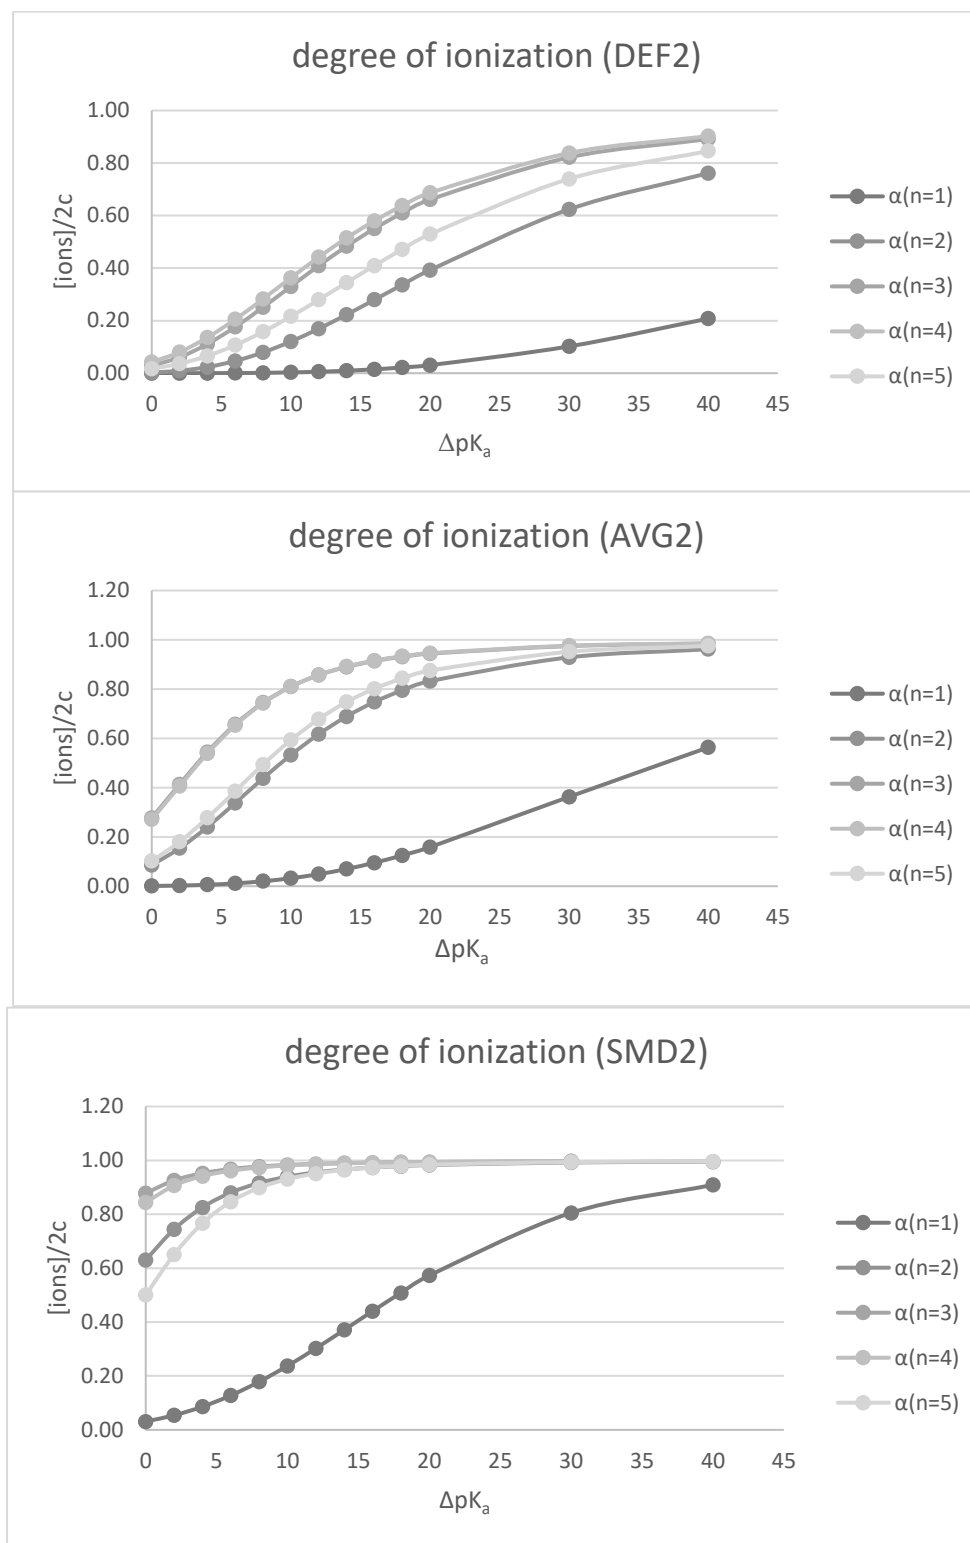 degree of ionization (DEF2)
1.00
0.80
0.60
0.40
0.20
0.00
[ions]/2c
0 5 10 15 20 25 30 35 40 45
ΔpKa
α(n=1)
α(n=2)
α(n=3)
α(n=4)
α(n=5)
degree of ionization (AVG2)
1.20
1.00
0.80
0.60
0.40
0.20
0.00
[ions]/2c
0 5 10 15 20 25 30 35 40 45
ΔpKa
α(n=1)
α(n=2)
α(n=3)
α(n=4)
α(n=5)
degree of ionization (SMD2)
1.20
1.00
0.80
0.60
0.40
0.20
0.00
[ions]/2c
0 5 10 15 20 25 30 35 40 45
ΔpKa
α(n=1)
α(n=2)
α(n=3)
α(n=4)
α(n=5)